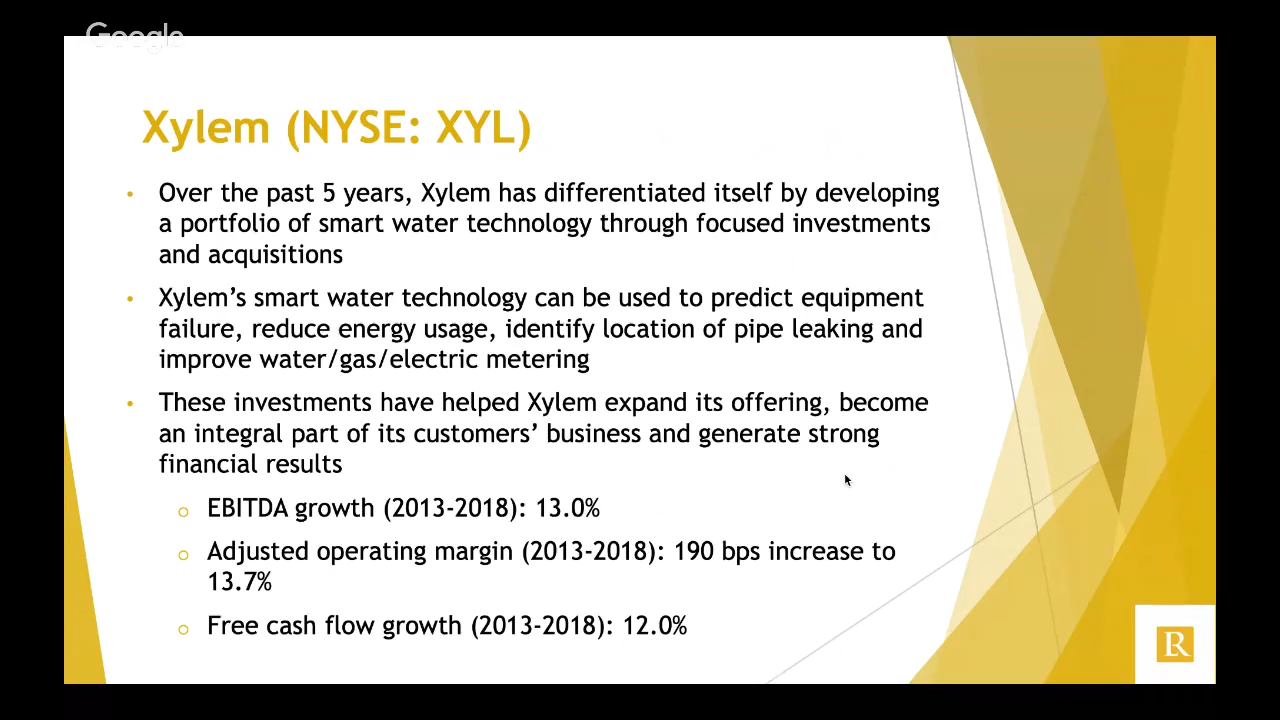 Google
Xylem (NYSE: XYL)
• Over the past 5 years, Xylem has differentiated itself by developing
a portfolio of smart water technology through focused investments
and acquisitions
• Xylem’s smart water technology can be used to predict equipment
failure, reduce energy usage, identify location of pipe leaking and
improve water/gas/electric metering
• These investments have helped Xylem expand its offering, become
an integral part of its customers’ business and generate strong
financial results
o EBITDA growth (2013-2018): 13.0%
o Adjusted operating margin (2013-2018): 190 bps increase to
13.7%
o Free cash flow growth (2013-2018): 12.0%